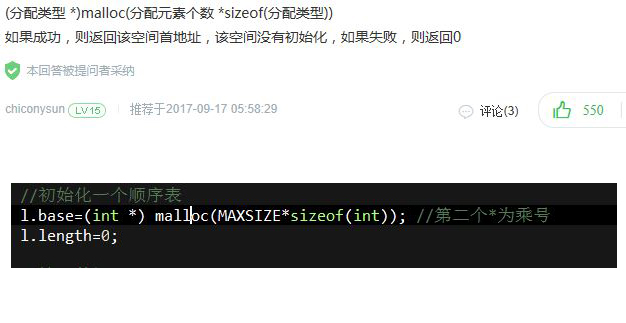 (分配类型 *)malloc(分配元素个数 *sizeof(分配类型))
如果成功，则返回该空间首地址，该空间没有初始化，如果失败，则返回0
本回答被提问者采纳
chiconysun LV15 推荐于2017-09-17 05:58:29 评论(3) 550
//初始化一个顺序表
l.base=(int *) malloc(MAXSIZE*sizeof(int)); //第二个*为乘号
l.length=0;